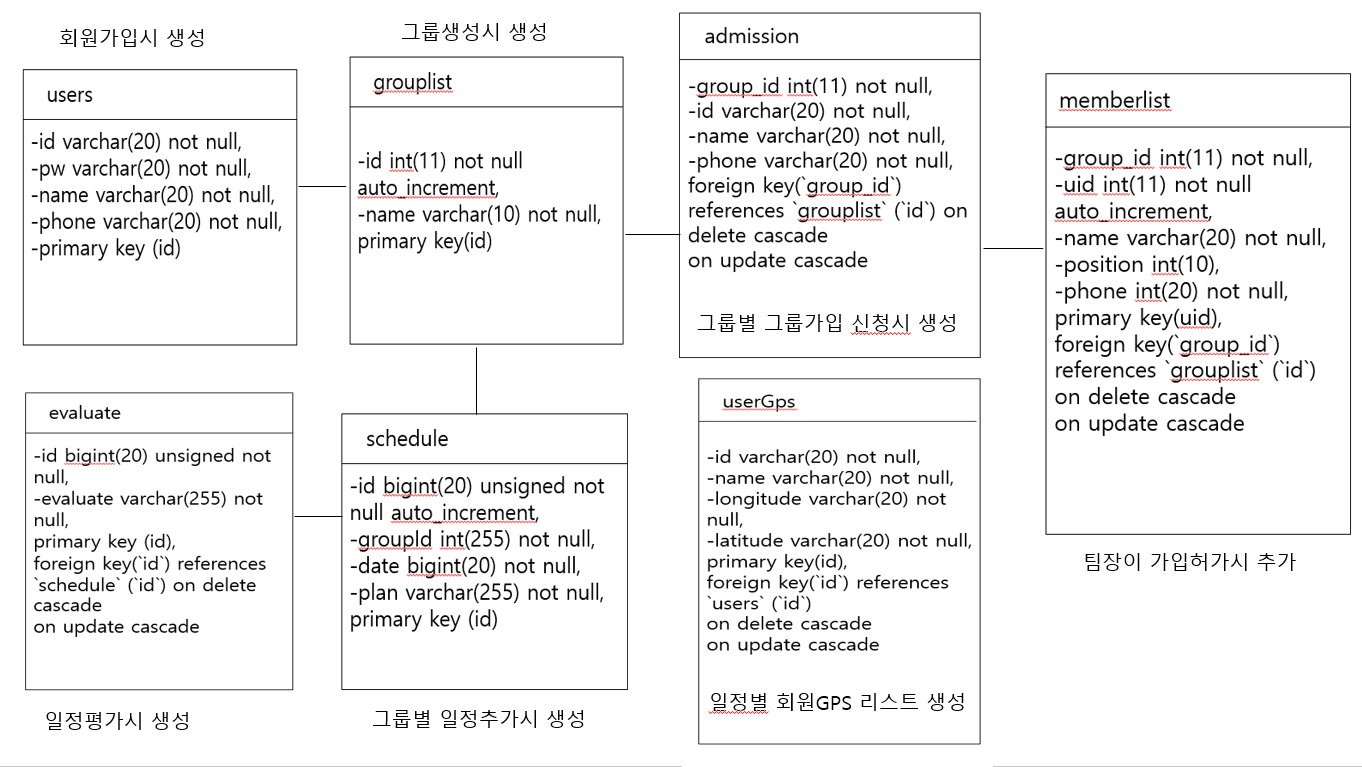 회원가입시 생성
users
-id varchar(20) not null,
-pw varchar(20) not null,
-name varchar(20) not null,
-phone varchar(20) not null,
-primary key (id)
그룹생성시 생성
grouplist
-id int(11) not null
auto_increment,
-name varchar(10) not null,
primary key(id)
admission
-group_id int(11) not null,
-id varchar(20) not null,
-name varchar(20) not null,
-phone varchar(20) not null,
foreign key(`group_id`)
references `grouplist` (`id`) on
delete cascade
on update cascade
그룹별 그룹가입 신청시 생성
memberlist
-group_id int(11) not null,
-uid int(11) not null
auto_increment,
-name varchar(20) not null,
-position int(10),
-phone int(20) not null,
primary key(uid),
foreign key(`group_id`)
references `grouplist` (`id`)
on delete cascade
on update cascade
팀장이 가입허가시 추가
evaluate
-id bigint(20) unsigned not
null,
-evaluate varchar(255) not
null,
primary key (id),
foreign key(`id`) references
`schedule` (`id`) on delete
cascade
on update cascade
일정평가시 생성
schedule
-id bigint(20) unsigned not
null auto_increment,
-groupId int(255) not null,
-date bigint(20) not null,
-plan varchar(255) not null,
primary key (id)
그룹별 일정추가시 생성
userGps
-id varchar(20) not null,
-name varchar(20) not null,
-longitude varchar(20) not
null,
-latitude varchar(20) not null,
primary key(id),
foreign key(`id`) references
`users` (`id`)
on delete cascade
on update cascade
일정별 회원GPS 리스트 생성